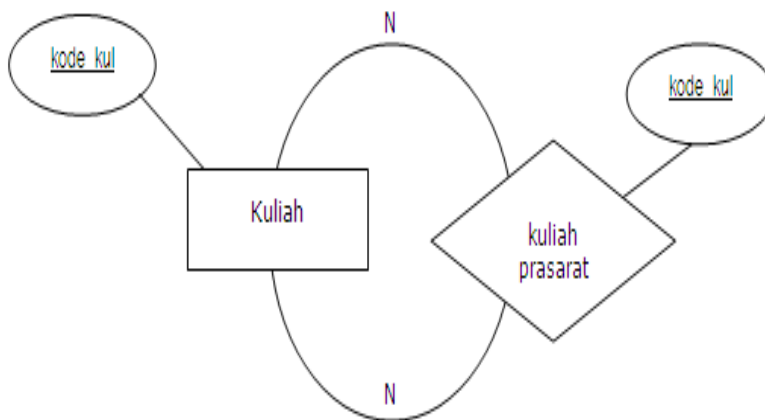 N
kode_kul
kode_kul
Kuliah
kuliah
prasarat
N